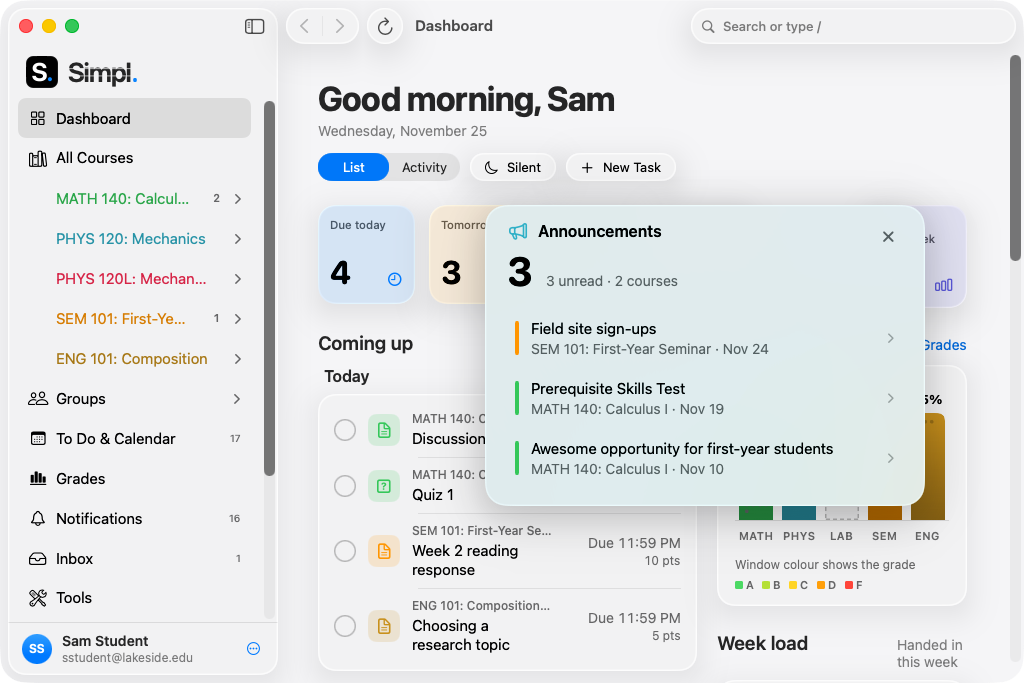 Simpl.
S.
Dashboard
All Courses
MATH 140: Calcul... 2
PHYS 120: Mechanics
PHYS 120L: Mechan...
SEM 101: First-Ye... 1
ENG 101: Composition
Groups
To Do & Calendar 17
Grades
Notifications 16
Inbox 1
Tools
SS
Sam Student
sstudent@lakeside.edu
Dashboard
Search or type /
Good morning, Sam
Wednesday, November 25
List
Activity
Silent
New Task
Due today
4
Tomorro
3
ek
Announcements
3
3 unread · 2 courses
Field site sign-ups
SEM 101: First-Year Seminar · Nov 24
Prerequisite Skills Test
MATH 140: Calculus I · Nov 19
Awesome opportunity for first-year students
MATH 140: Calculus I · Nov 10
Coming up
Today
MATH 140: C
Discussion
MATH 140: C
Quiz 1
SEM 101: First-Year Se...
Week 2 reading
response
Due 11:59 PM
10 pts
ENG 101: Composition...
Choosing a
research topic
Due 11:59 PM
5 pts
Grades
5%
MATH PHYS LAB SEM ENG
Window colour shows the grade
A B C D F
Week load
Handed in
this week